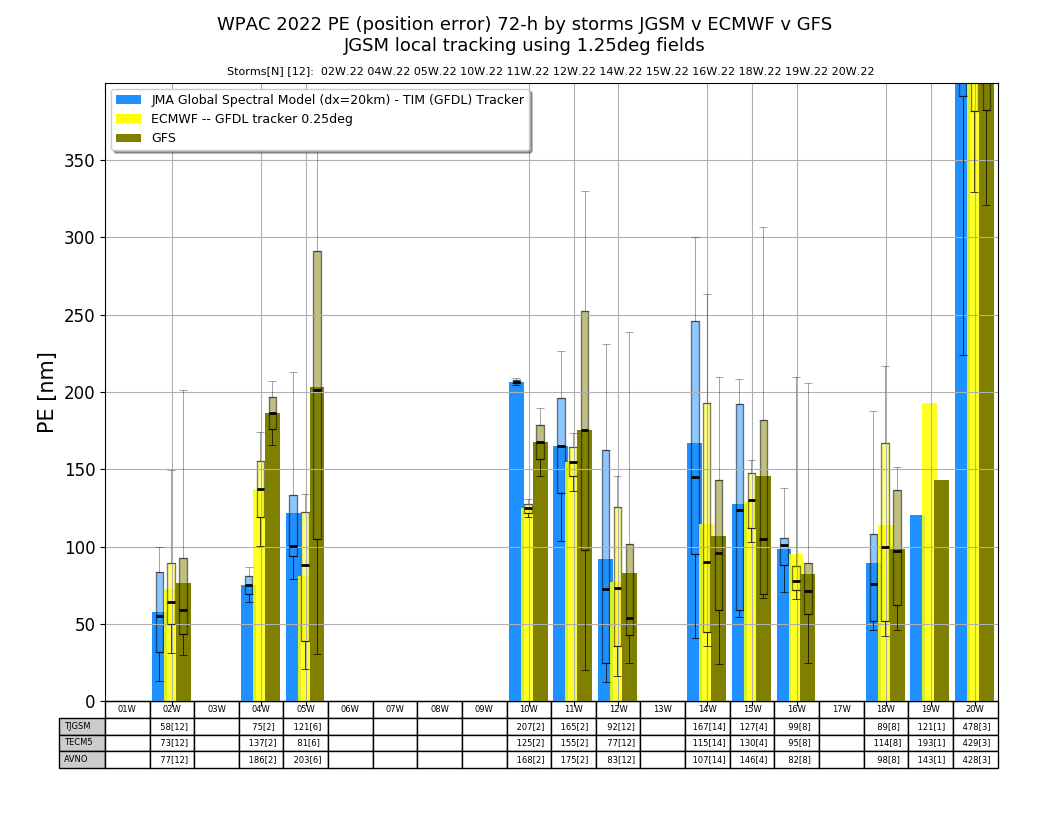 WPAC 2022 PE (position error) 72-h by storms JGSM v ECMWF v GFS
JGSM local tracking using 1.25deg fields
Storms[N] [12]: 02W.22 04W.22 05W.22 10W.22 11W.22 12W.22 14W.22 15W.22 16W.22 18W.22 19W.22 20W.22
JMA Global Spectral Model (dx=20km) - TIM (GFDL) Tracker
ECMWF -- GFDL tracker 0.25deg
GFS
PE [nm]
350
300
250
200
150
100
50
0
01W 02W 03W 04W 05W 06W 07W 08W 09W 10W 11W 12W 13W 14W 15W 16W 17W 18W 19W 20W
TJGSM 58[12] 75[2] 121[6] 207[2] 165[2] 92[12] 167[14] 127[4] 99[8] 89[8] 121[1] 478[3]
TECM5 73[12] 137[2] 81[6] 125[2] 155[2] 77[12] 115[14] 130[4] 95[8] 114[8] 193[1] 429[3]
AVNO 77[12] 186[2] 203[6] 168[2] 175[2] 83[12] 107[14] 146[4] 82[8] 98[8] 143[1] 428[3]